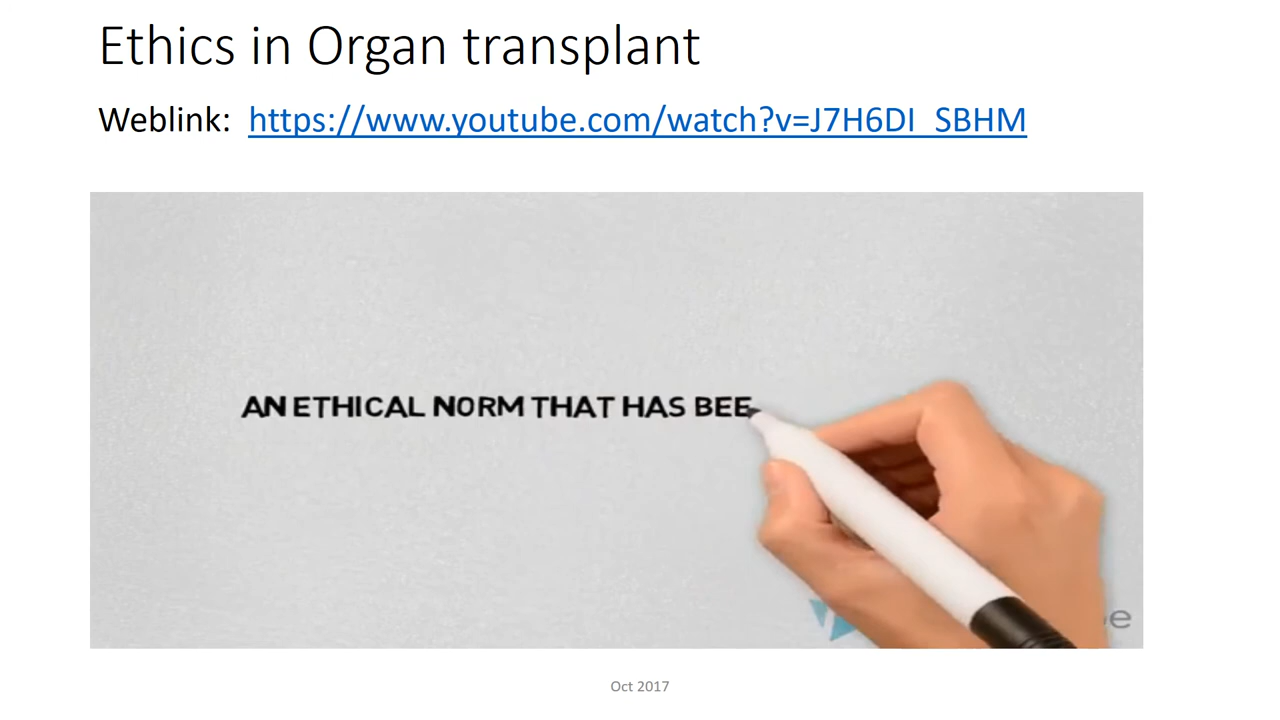 Ethics in Organ transplant
Weblink: https://www.youtube.com/watch?v=J7H6DI_SBHM
AN ETHICAL NORM THAT HAS BEE
Oct 2017